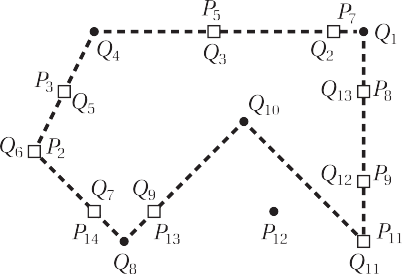 P₅ P₇
Q₄ Q₃ Q₂ Q₁
P₃ Q₅ Q₁₃ P₈
Q₁₀
Q₆ P₂
Q₇ Q₉ Q₁₂ P₉
P₁₄ P₁₃ P₁₂ P₁₁
Q₈ Q₁₁